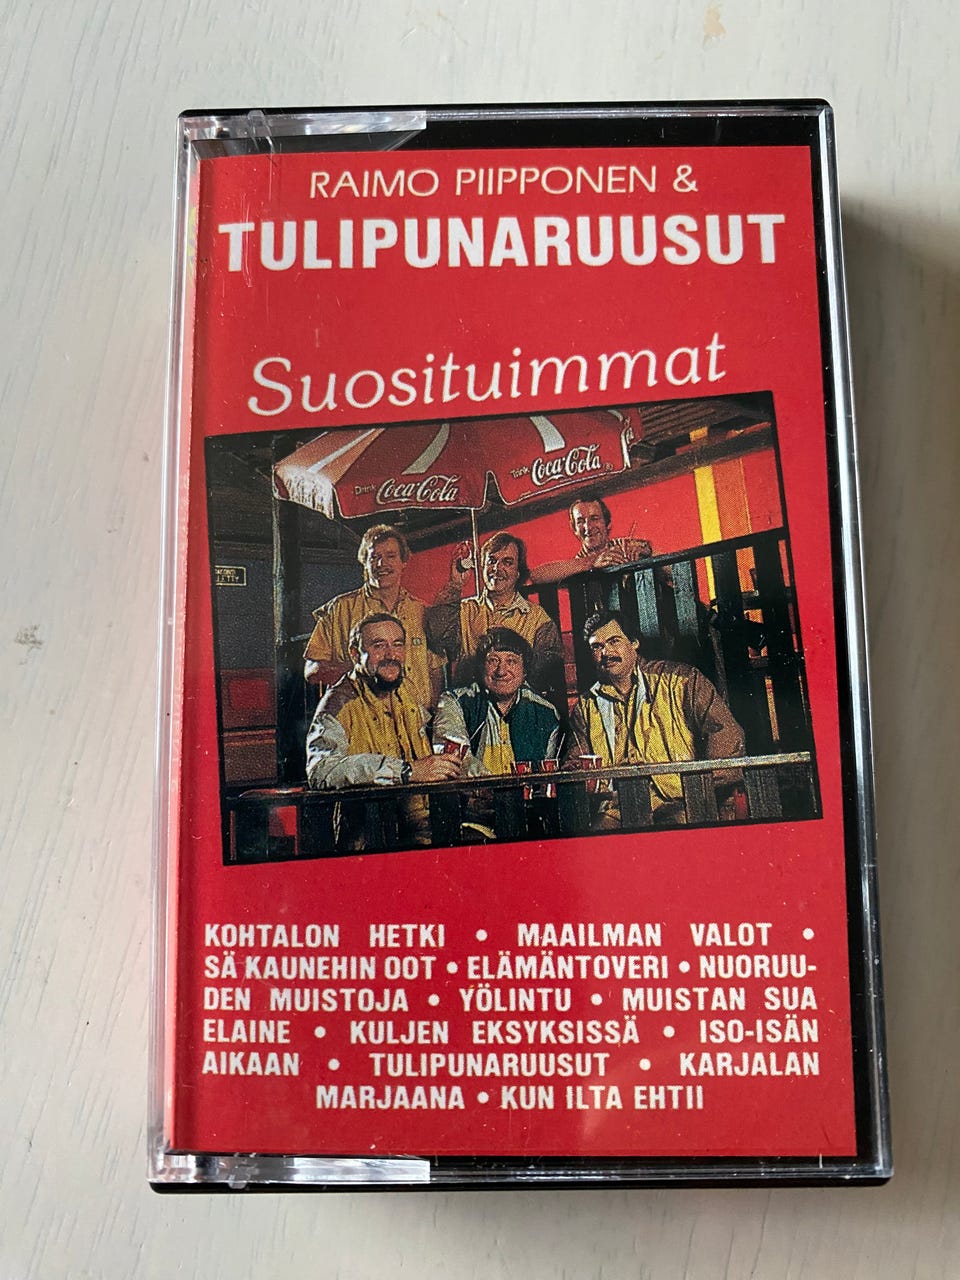 RAIMO PIIPPONEN &
TULIPUNARUUSUT
Suosituimmat
Drink Coca-Cola
Drink Coca-Cola
KOHTALON HETKI • MAAILMAN VALOT •
SÄ KAUNEHIN OOT • ELÄMÄNTOVERI • NUORUU-
DEN MUISTOJA • YÖLINTU • MUISTAN SUA
ELAINE • KULJEN EKSYKSISSÄ • ISO-ISÄN
AIKAAN • TULIPUNARUUSUT • KARJALAN
MARJAANA • KUN ILTA EHTII